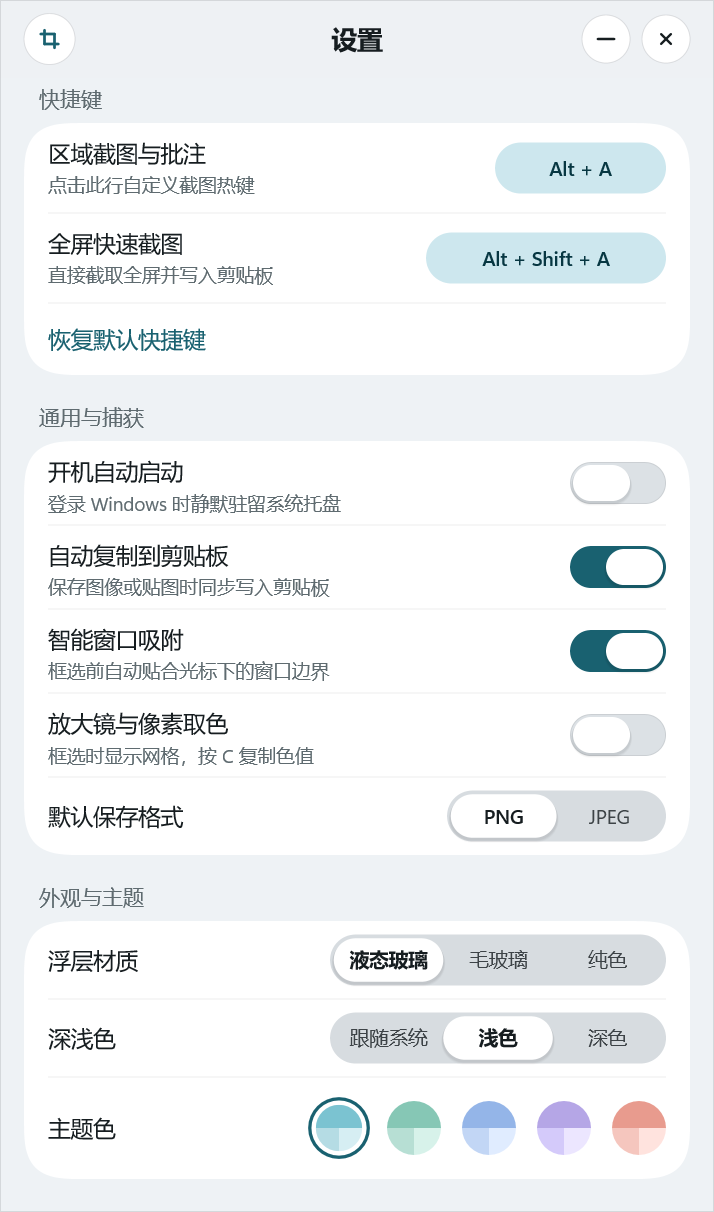 设置
快捷键
区域截图与批注
Alt + A
点击此行自定义截图热键
全屏快速截图
Alt + Shift + A
直接截取全屏并写入剪贴板
恢复默认快捷键
通用与捕获
开机自动启动
登录 Windows 时静默驻留系统托盘
自动复制到剪贴板
保存图像或贴图时同步写入剪贴板
智能窗口吸附
框选前自动贴合光标下的窗口边界
放大镜与像素取色
框选时显示网格，按 C 复制色值
默认保存格式 PNG JPEG
外观与主题
浮层材质 液态玻璃 毛玻璃 纯色
深浅色 跟随系统 浅色 深色
主题色